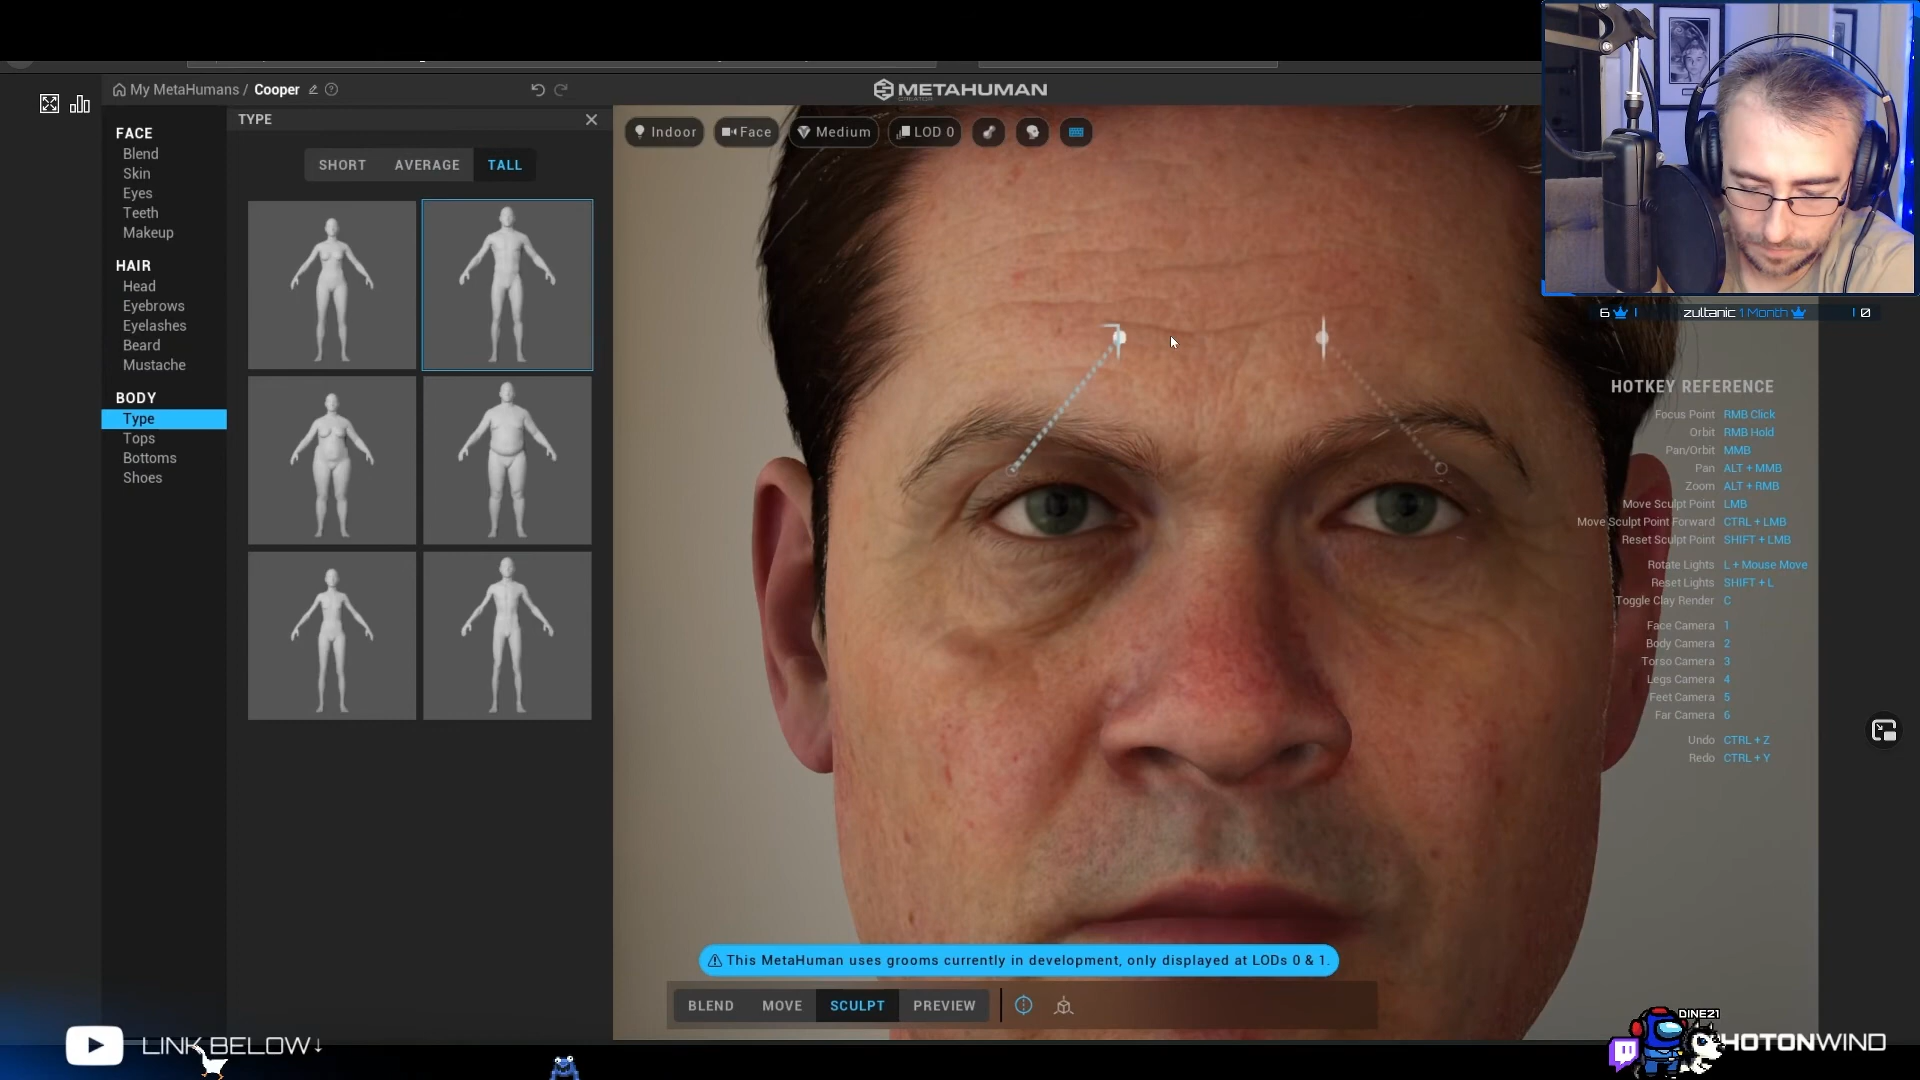 My MetaHumans / Cooper
METAHUMAN
CREATOR
FACE
Blend
Skin
Eyes
Teeth
Makeup
HAIR
Head
Eyebrows
Eyelashes
Beard
Mustache
BODY
Type
Tops
Bottoms
Shoes
TYPE
SHORT AVERAGE TALL
Indoor
Face
Medium
LOD 0
6 1 zultanic 1 Month 1 0
HOTKEY REFERENCE
Focus Point RMB Click
Orbit RMB Hold
Pan/Orbit MMB
Pan ALT + MMB
Zoom ALT + RMB
Move Sculpt Point LMB
Move Sculpt Point Forward CTRL + LMB
Reset Sculpt Point SHIFT + LMB
Rotate Lights L + Mouse Move
Reset Lights SHIFT + L
Toggle Clay Render C
Face Camera 1
Body Camera 2
Torso Camera 3
Legs Camera 4
Feet Camera 5
Far Camera 6
Undo CTRL + Z
Redo CTRL + Y
This MetaHuman uses grooms currently in development, only displayed at LODs 0 & 1.
BLEND MOVE SCULPT PREVIEW
LINK BELOW↓
DINE21
HOTONWIND